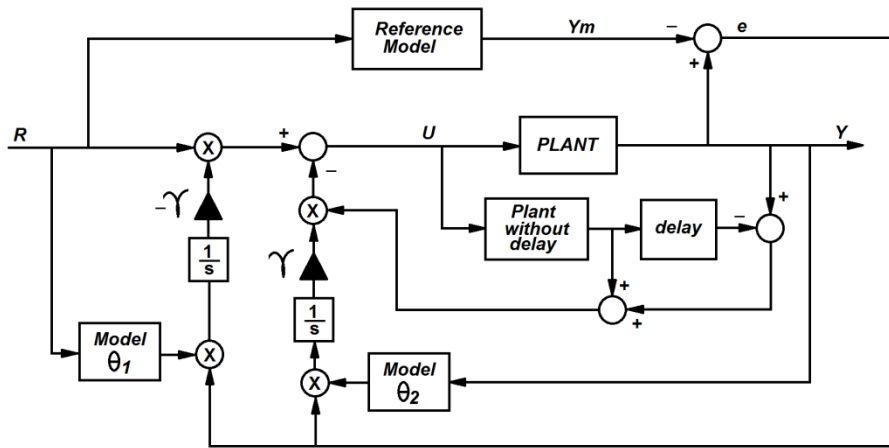 Reference
Model
Ym
−
e
+
R
X
+
U
PLANT
Y
−
−γ
X
Plant
without
delay
delay
−
+
1
s
γ
+
+
1
s
Model
θ1
X
X
Model
θ2